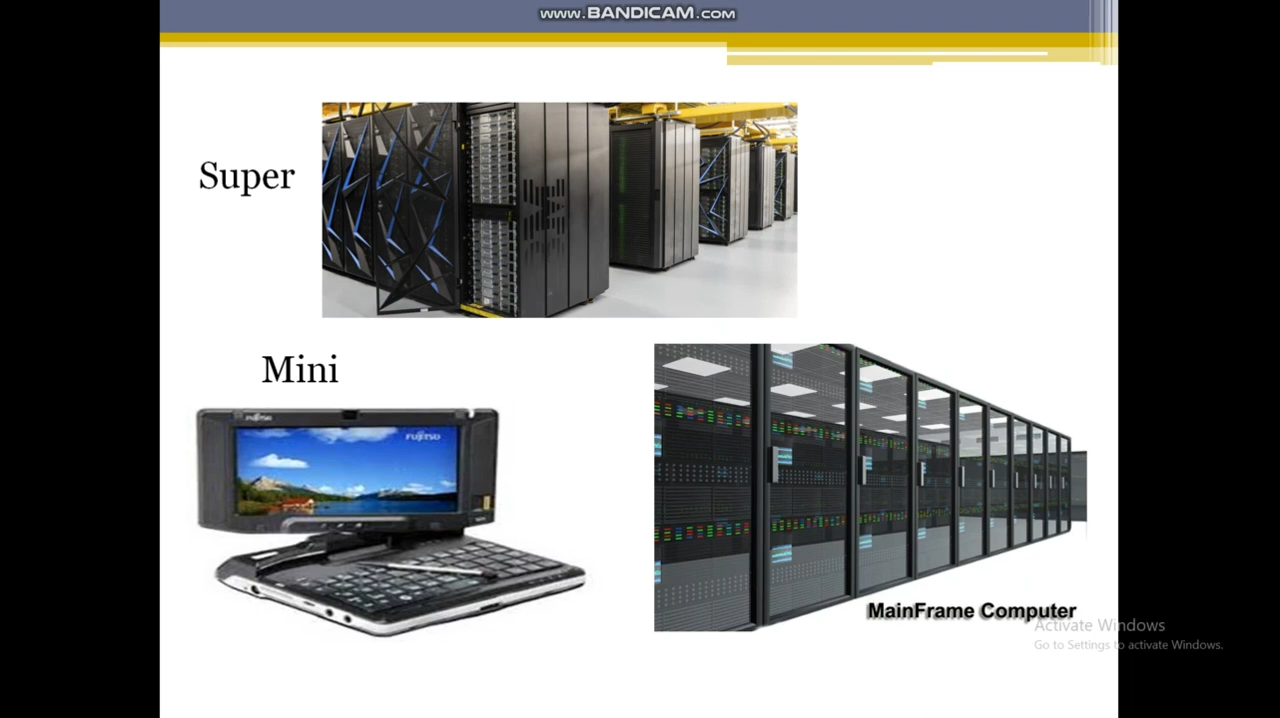 www.BANDICAM.com
Super
Mini
FUJITSU
FUJITSU
MainFrame Computer
Activate Windows
Go to Settings to activate Windows.